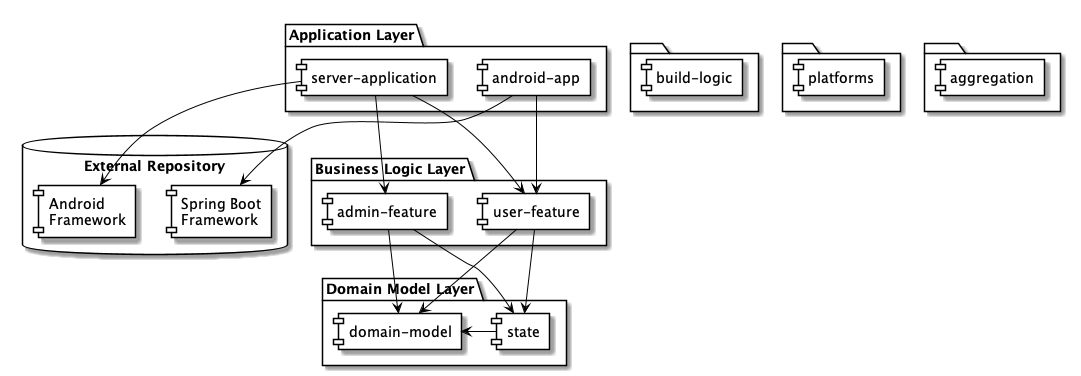 Application Layer
server-application
android-app
build-logic
platforms
aggregation
External Repository
Android
Framework
Spring Boot
Framework
Business Logic Layer
admin-feature
user-feature
Domain Model Layer
domain-model
state